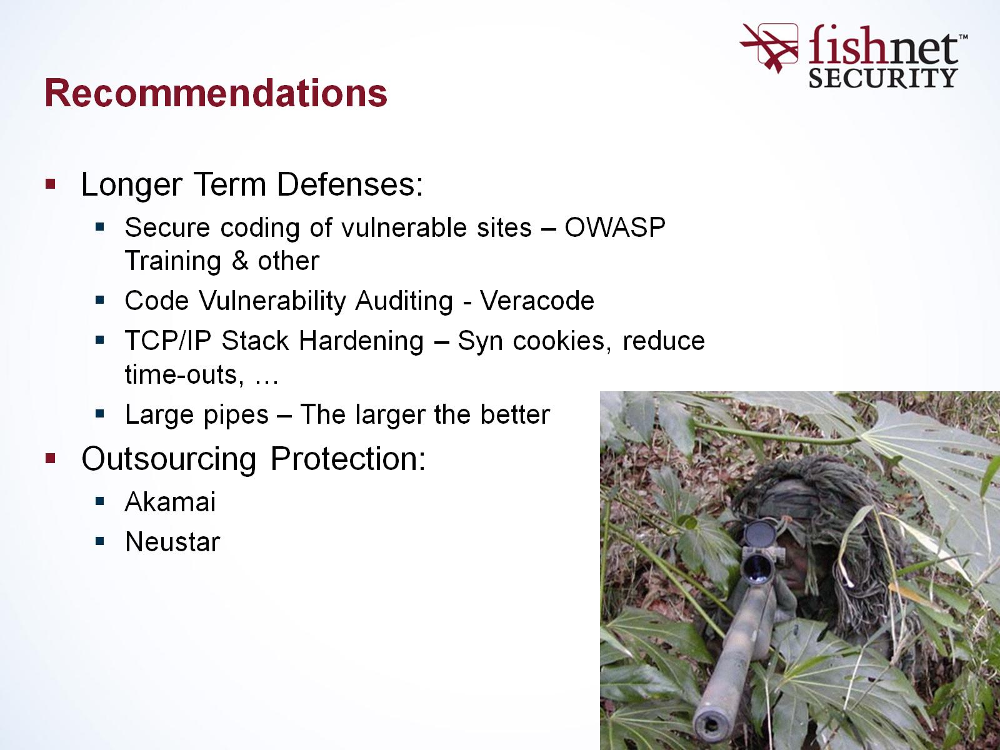 fishnet™
SECURITY
Recommendations
Longer Term Defenses:
Secure coding of vulnerable sites – OWASP
Training & other
Code Vulnerability Auditing - Veracode
TCP/IP Stack Hardening – Syn cookies, reduce
time-outs, …
Large pipes – The larger the better
Outsourcing Protection:
Akamai
Neustar